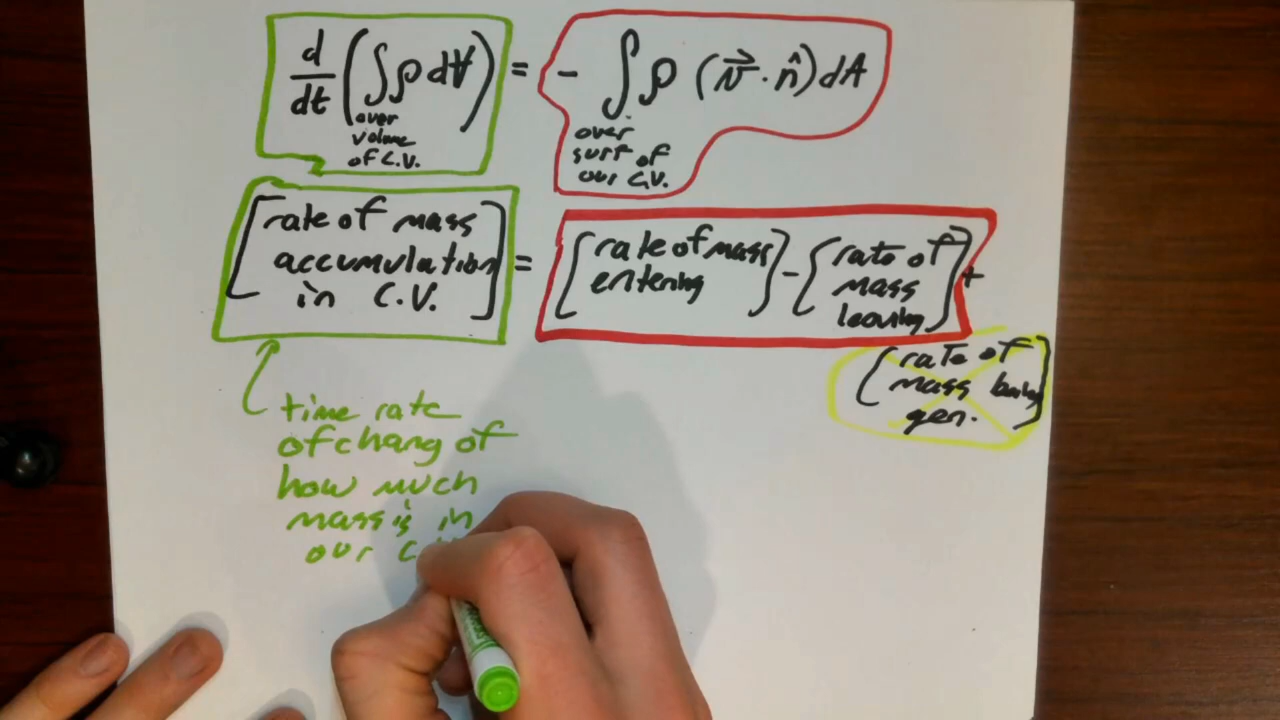 d/dt (∫ρ dV) = - ∫ρ (v⃗ · n̂) dA
over
volume
of C.V.
over
surf of
our C.V.
[rate of mass
accumulation
in C.V.] =
[rate of mass
entering] -
[rate of
mass
leaving] +
[rate of
mass being
gen.]
time rate
of chang of
how much
mass is in
our